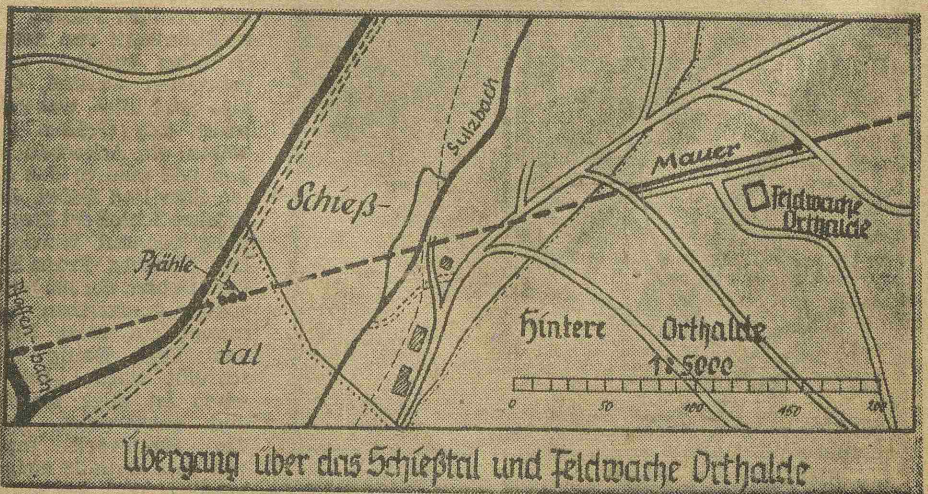 Sulzbach
Mauer
Schieß-
Feldwache
Orthalde
Pfähle
Pfaffenbach
tal
Hintere Orthalde
1:5000
0 50 100 150 200
Übergang über das Schießtal und Feldwache Orthalde